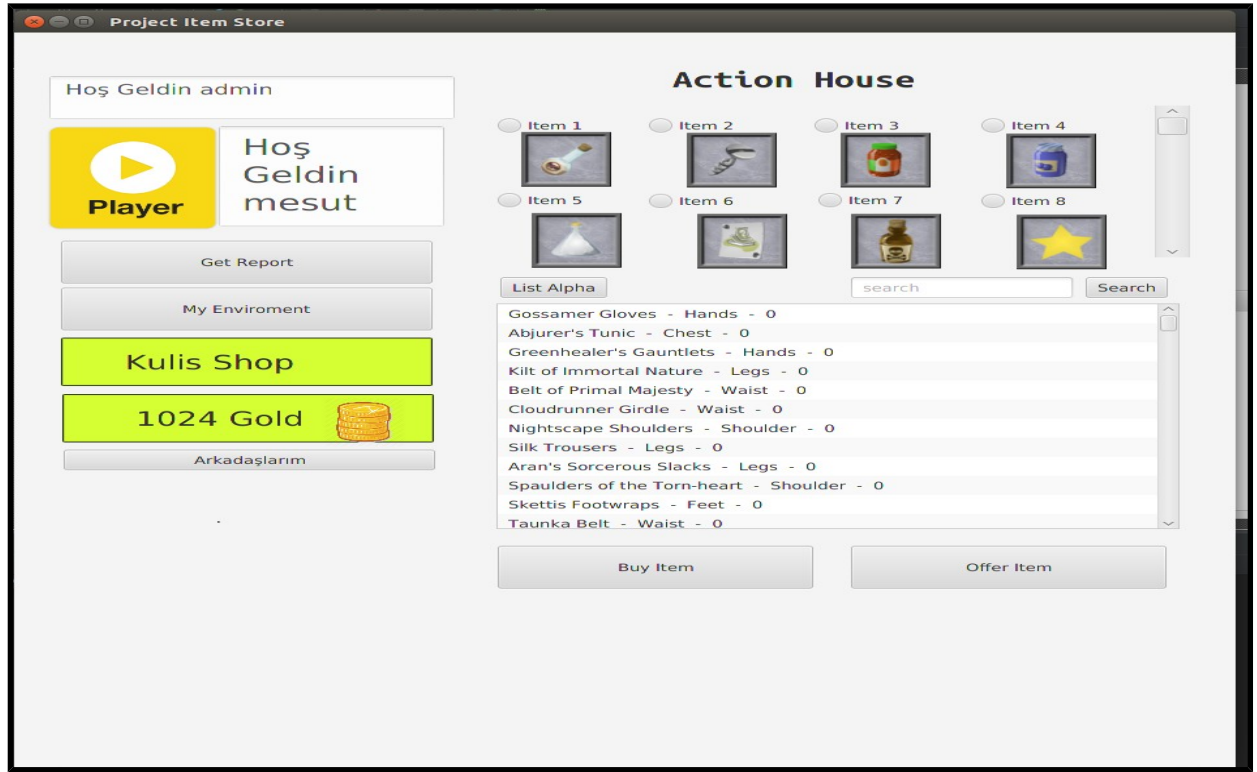 Project Item Store
Hoş Geldin admin
Player
Hoş
Geldin
mesut
Get Report
My Enviroment
Kulis Shop
1024 Gold
Arkadaşlarım
.
Action House
Item 1 Item 2 Item 3 Item 4
Item 5 Item 6 Item 7 Item 8
List Alpha search Search
Gossamer Gloves - Hands - 0
Abjurer's Tunic - Chest - 0
Greenhealer's Gauntlets - Hands - 0
Kilt of Immortal Nature - Legs - 0
Belt of Primal Majesty - Waist - 0
Cloudrunner Girdle - Waist - 0
Nightscape Shoulders - Shoulder - 0
Silk Trousers - Legs - 0
Aran's Sorcerous Slacks - Legs - 0
Spaulders of the Torn-heart - Shoulder - 0
Skettis Footwraps - Feet - 0
Taunka Belt - Waist - 0
Buy Item Offer Item